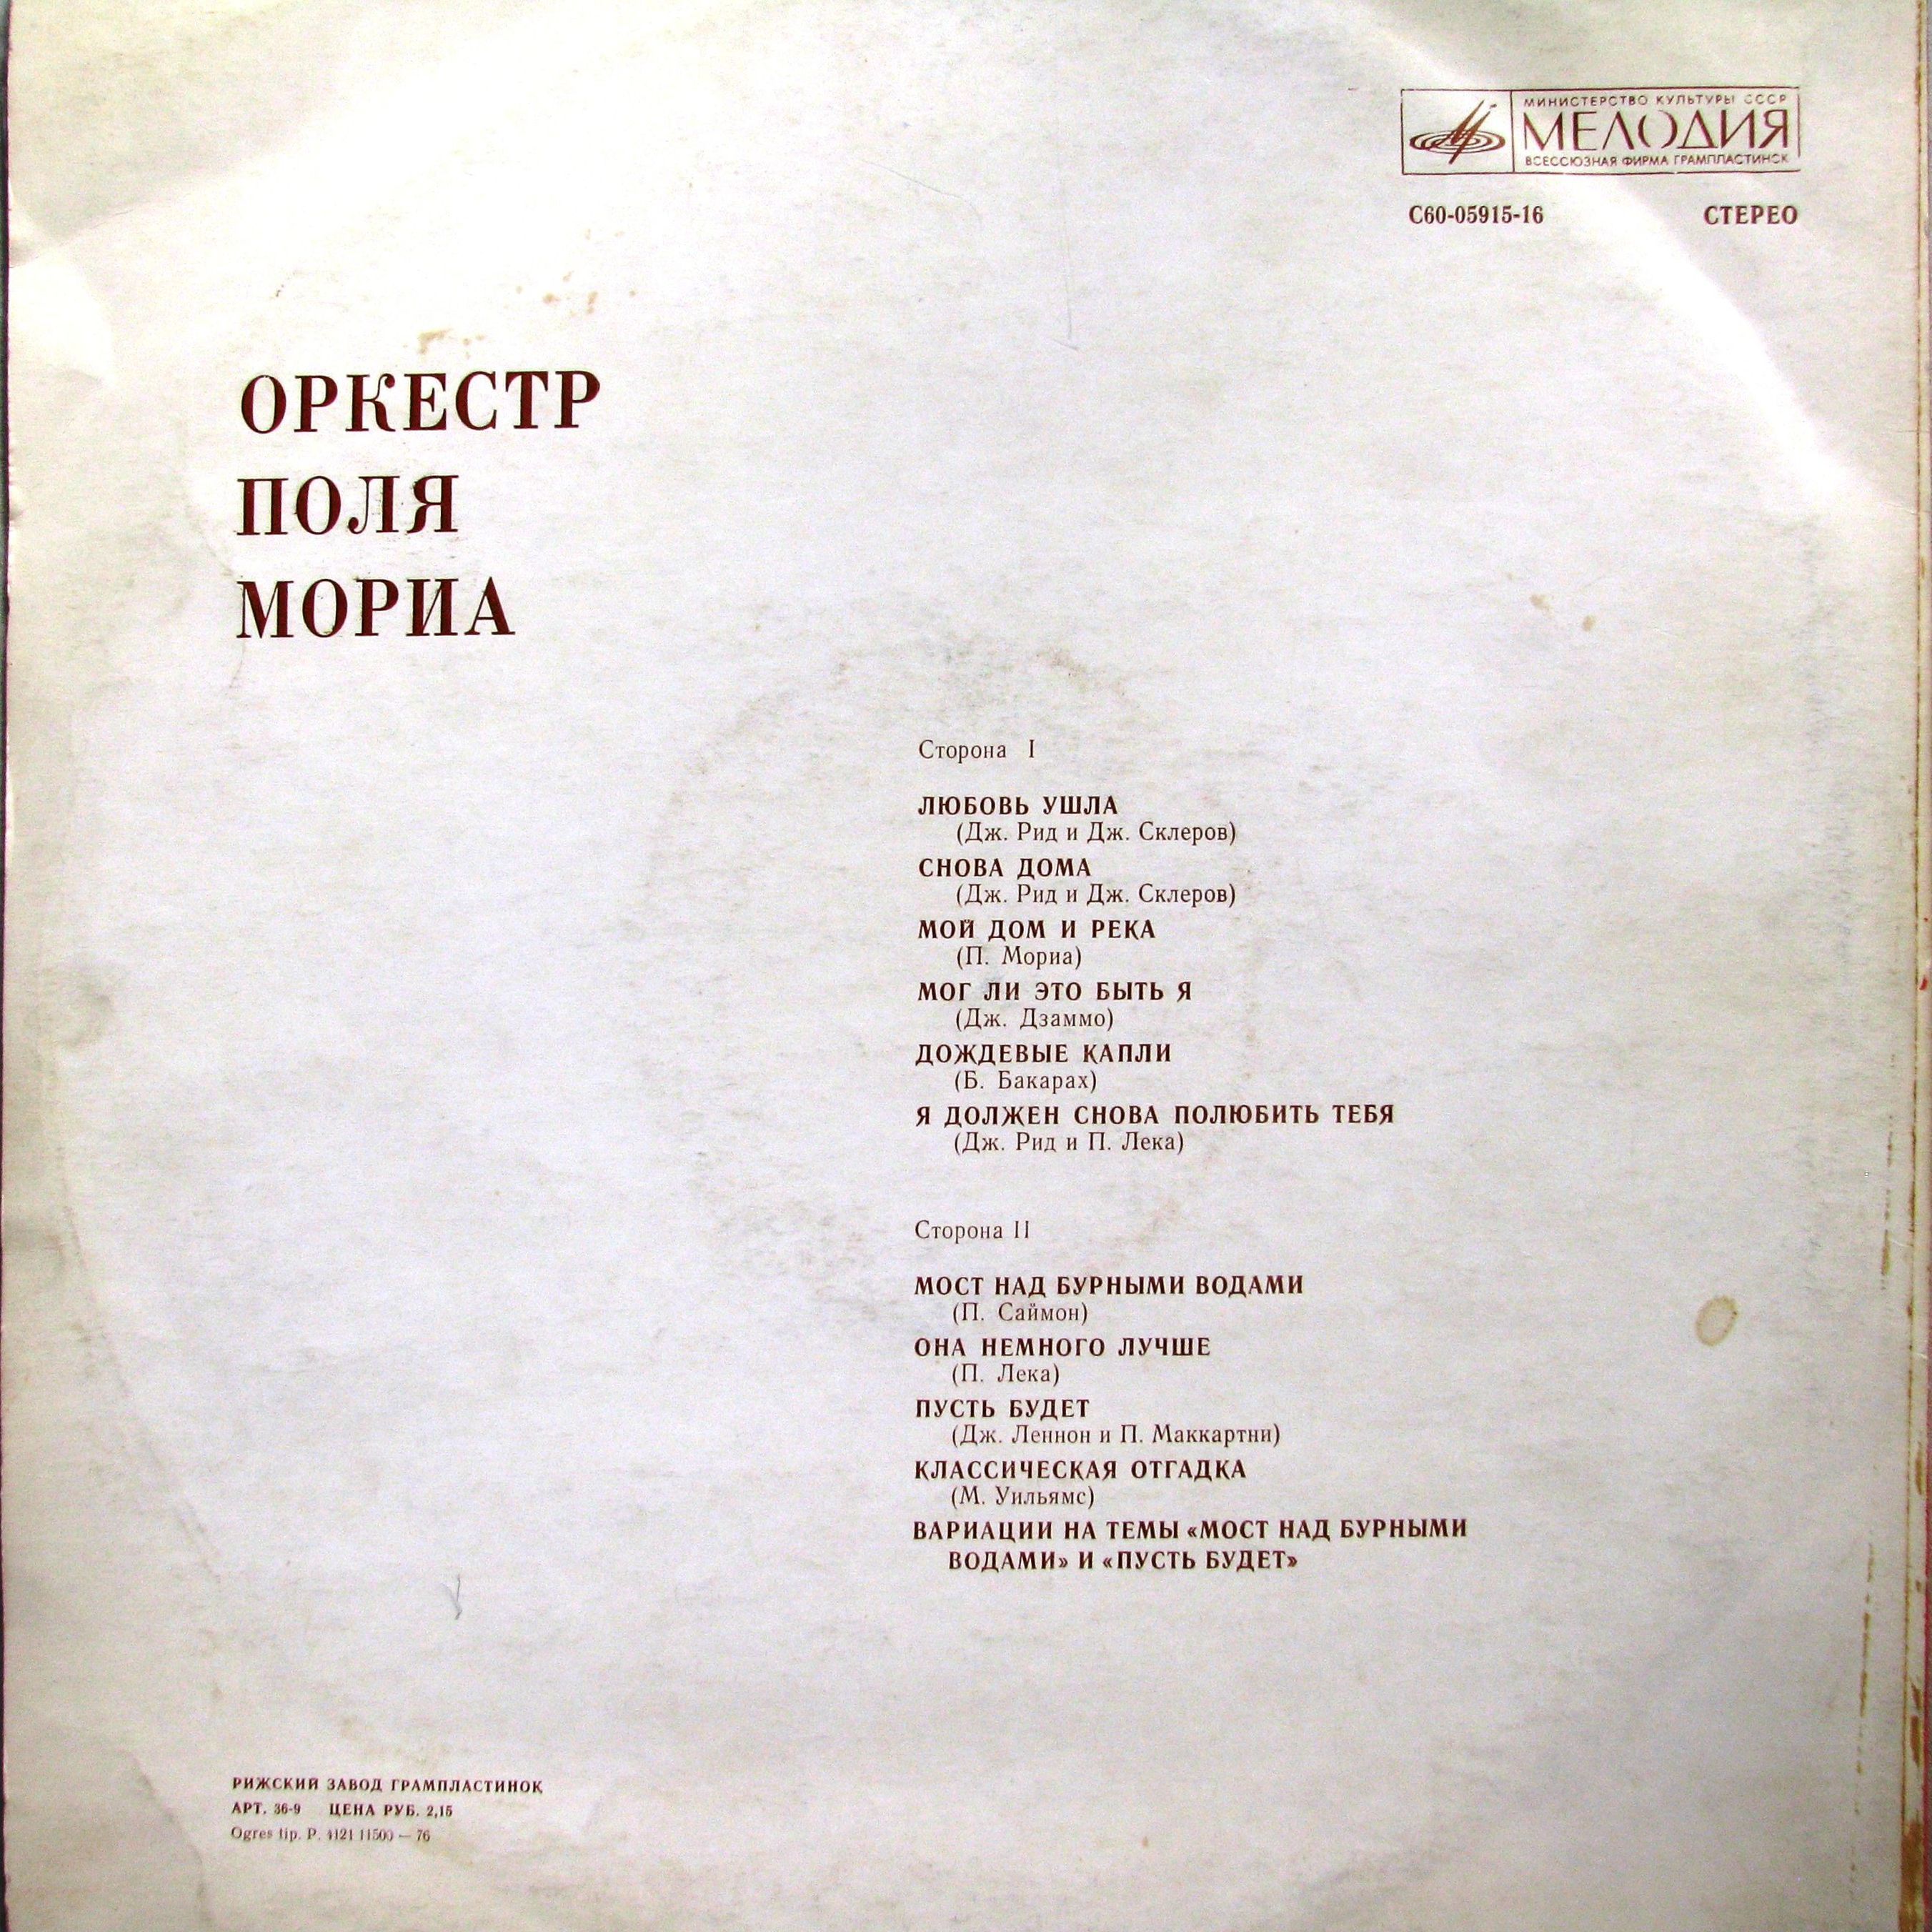 МИНИСТЕРСТВО КУЛЬТУРЫ СССР
МЕЛОДИЯ
ВСЕСОЮЗНАЯ ФИРМА ГРАМПЛАСТИНОК
С60-05915-16 СТЕРЕО
ОРКЕСТР
ПОЛЯ
МОРИА
Сторона I
ЛЮБОВЬ УШЛА
(Дж. Рид и Дж. Склеров)
СНОВА ДОМА
(Дж. Рид и Дж. Склеров)
МОЙ ДОМ И РЕКА
(П. Мориа)
МОГ ЛИ ЭТО БЫТЬ Я
(Дж. Дзаммо)
ДОЖДЕВЫЕ КАПЛИ
(Б. Бакарах)
Я ДОЛЖЕН СНОВА ПОЛЮБИТЬ ТЕБЯ
(Дж. Рид и П. Лека)
Сторона II
МОСТ НАД БУРНЫМИ ВОДАМИ
(П. Саймон)
ОНА НЕМНОГО ЛУЧШЕ
(П. Лека)
ПУСТЬ БУДЕТ
(Дж. Леннон и П. Маккартни)
КЛАССИЧЕСКАЯ ОТГАДКА
(М. Уильямс)
ВАРИАЦИИ НА ТЕМЫ «МОСТ НАД БУРНЫМИ
ВОДАМИ» И «ПУСТЬ БУДЕТ»
РИЖСКИЙ ЗАВОД ГРАМПЛАСТИНОК
АРТ. 36-9 ЦЕНА РУБ. 2,15
Ogres tip. P. 4121 11500 — 76